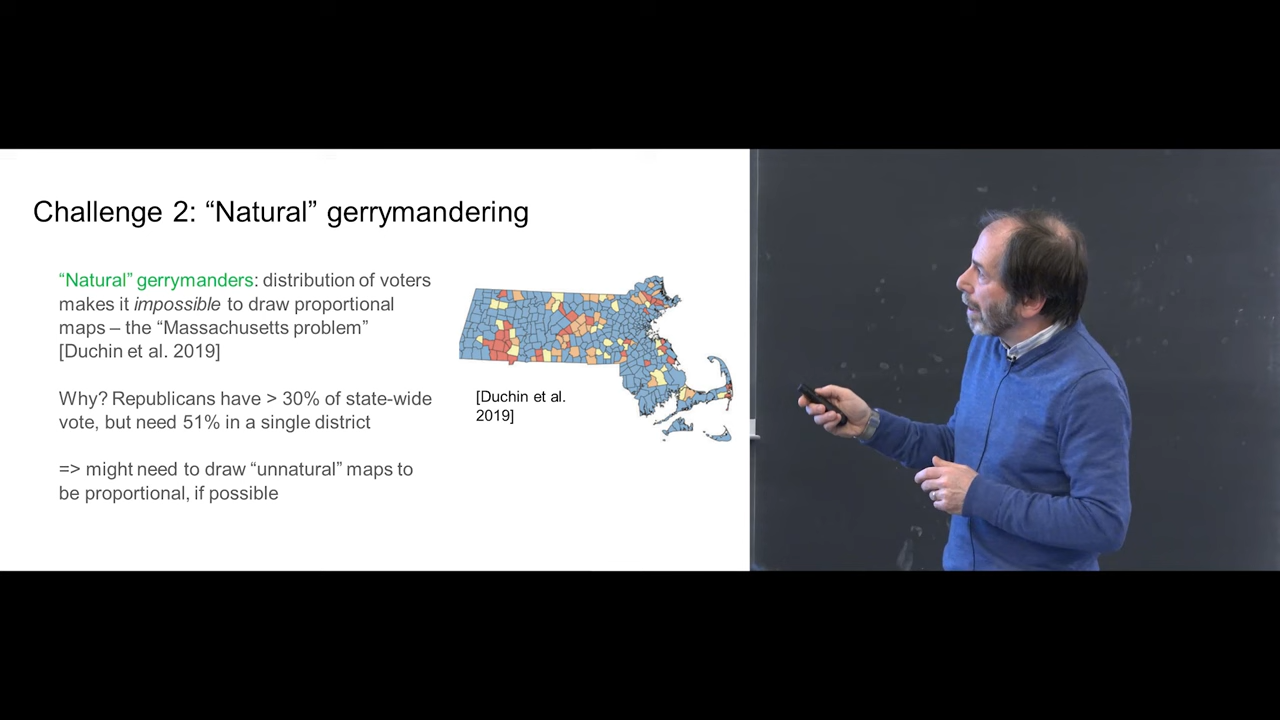 Challenge 2: “Natural” gerrymandering
“Natural” gerrymanders: distribution of voters
makes it impossible to draw proportional
maps – the “Massachusetts problem”
[Duchin et al. 2019]
Why? Republicans have > 30% of state-wide
vote, but need 51% in a single district
=> might need to draw “unnatural” maps to
be proportional, if possible
[Duchin et al.
2019]